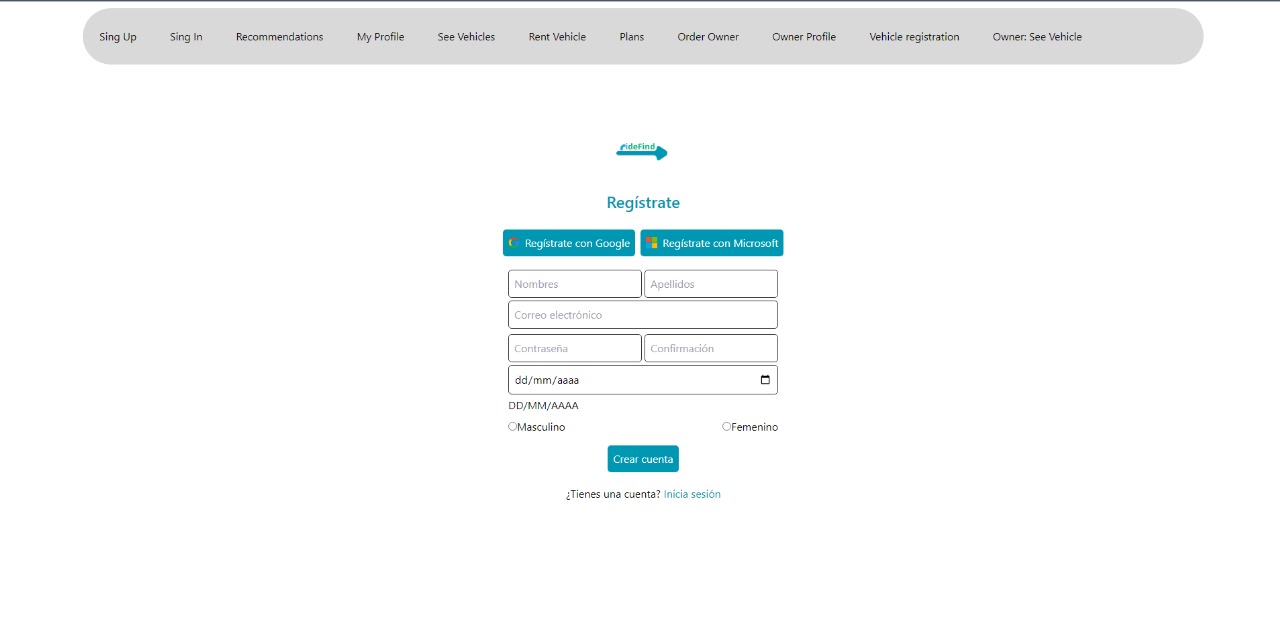 Sing Up Sing In Recommendations My Profile See Vehicles Rent Vehicle Plans Order Owner Owner Profile Vehicle registration Owner: See Vehicle
rideFind
Regístrate
Regístrate con Google Regístrate con Microsoft
Nombres Apellidos
Correo electrónico
Contraseña Confirmación
dd/mm/aaaa
DD/MM/AAAA
Masculino Femenino
Crear cuenta
¿Tienes una cuenta? Inicia sesión